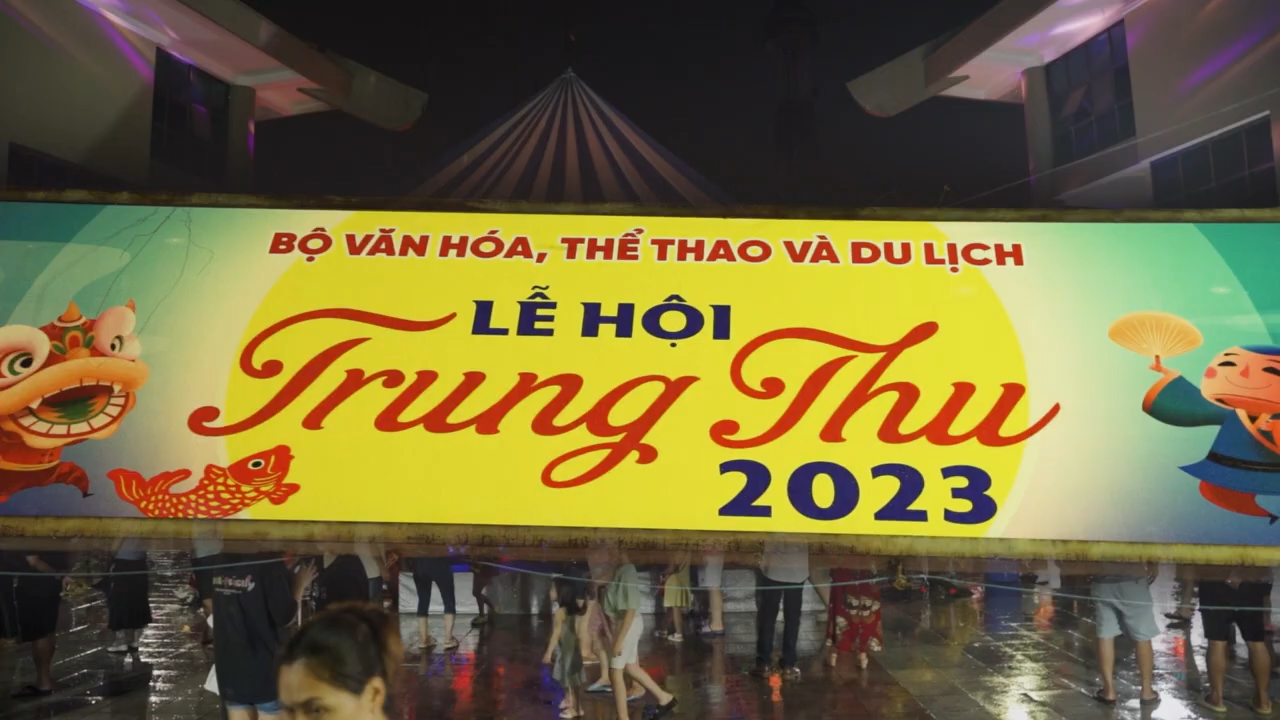 BỘ VĂN HÓA, THỂ THAO VÀ DU LỊCH
LỄ HỘI
Trung Thu
2023